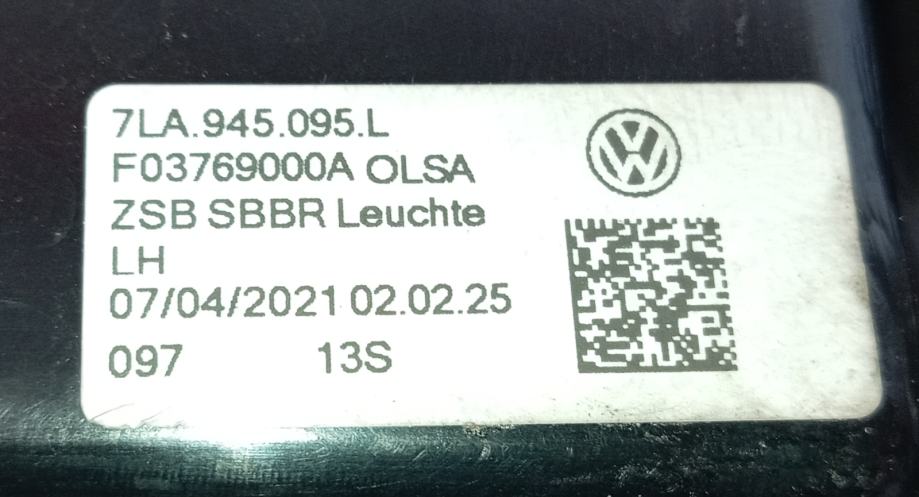 7LA.945.095.L
F03769000A OLSA
ZSB SBBR Leuchte
LH
07/04/2021 02.02.25
097 13S